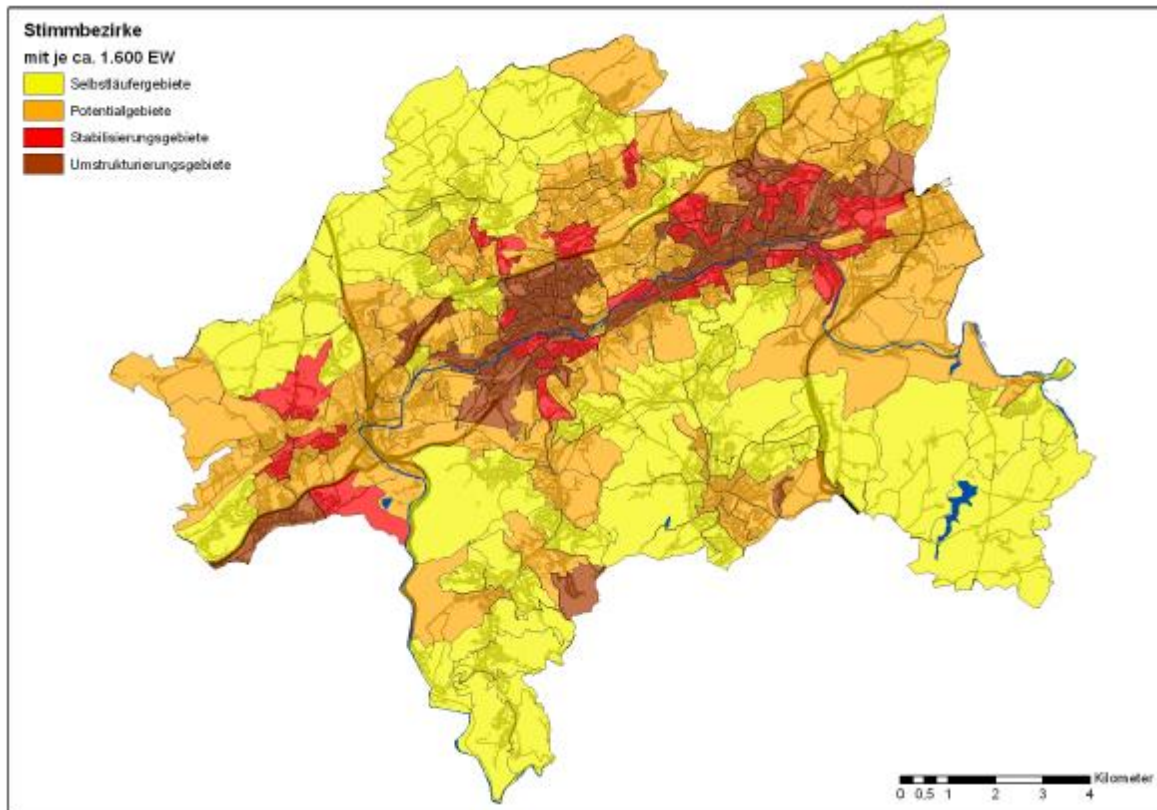 Stimmbezirke
mit je ca. 1.600 EW
Selbstläufergebiete
Potentialgebiete
Stabilisierungsgebiete
Umstrukturierungsgebiete
Kilometer
0 0,5 1 2 3 4